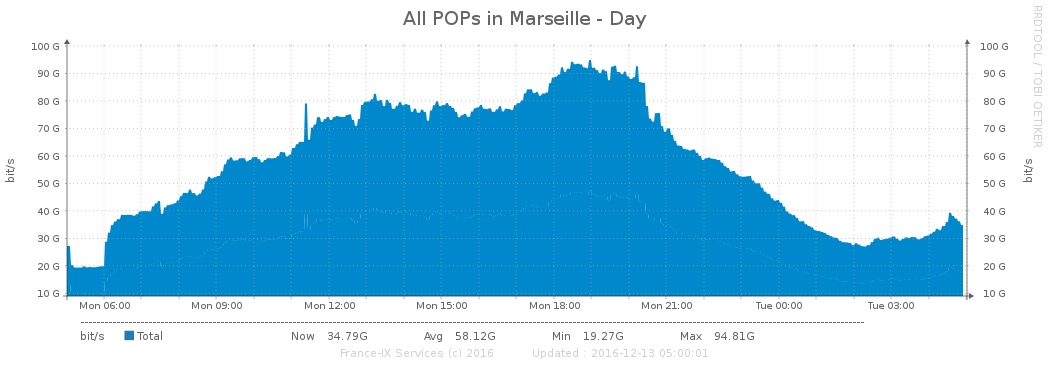 All POPs in Marseille - Day
RRDTOOL / TOBI OETIKER
bit/s
100 G
90 G
80 G
70 G
60 G
50 G
40 G
30 G
20 G
10 G
100 G
90 G
80 G
70 G
60 G
50 G
40 G
30 G
20 G
10 G
bit/s
Mon 06:00 Mon 09:00 Mon 12:00 Mon 15:00 Mon 18:00 Mon 21:00 Tue 00:00 Tue 03:00
bit/s Total Now 34.79G Avg 58.12G Min 19.27G Max 94.81G
France-IX Services (c) 2016 Updated : 2016-12-13 05:00:01